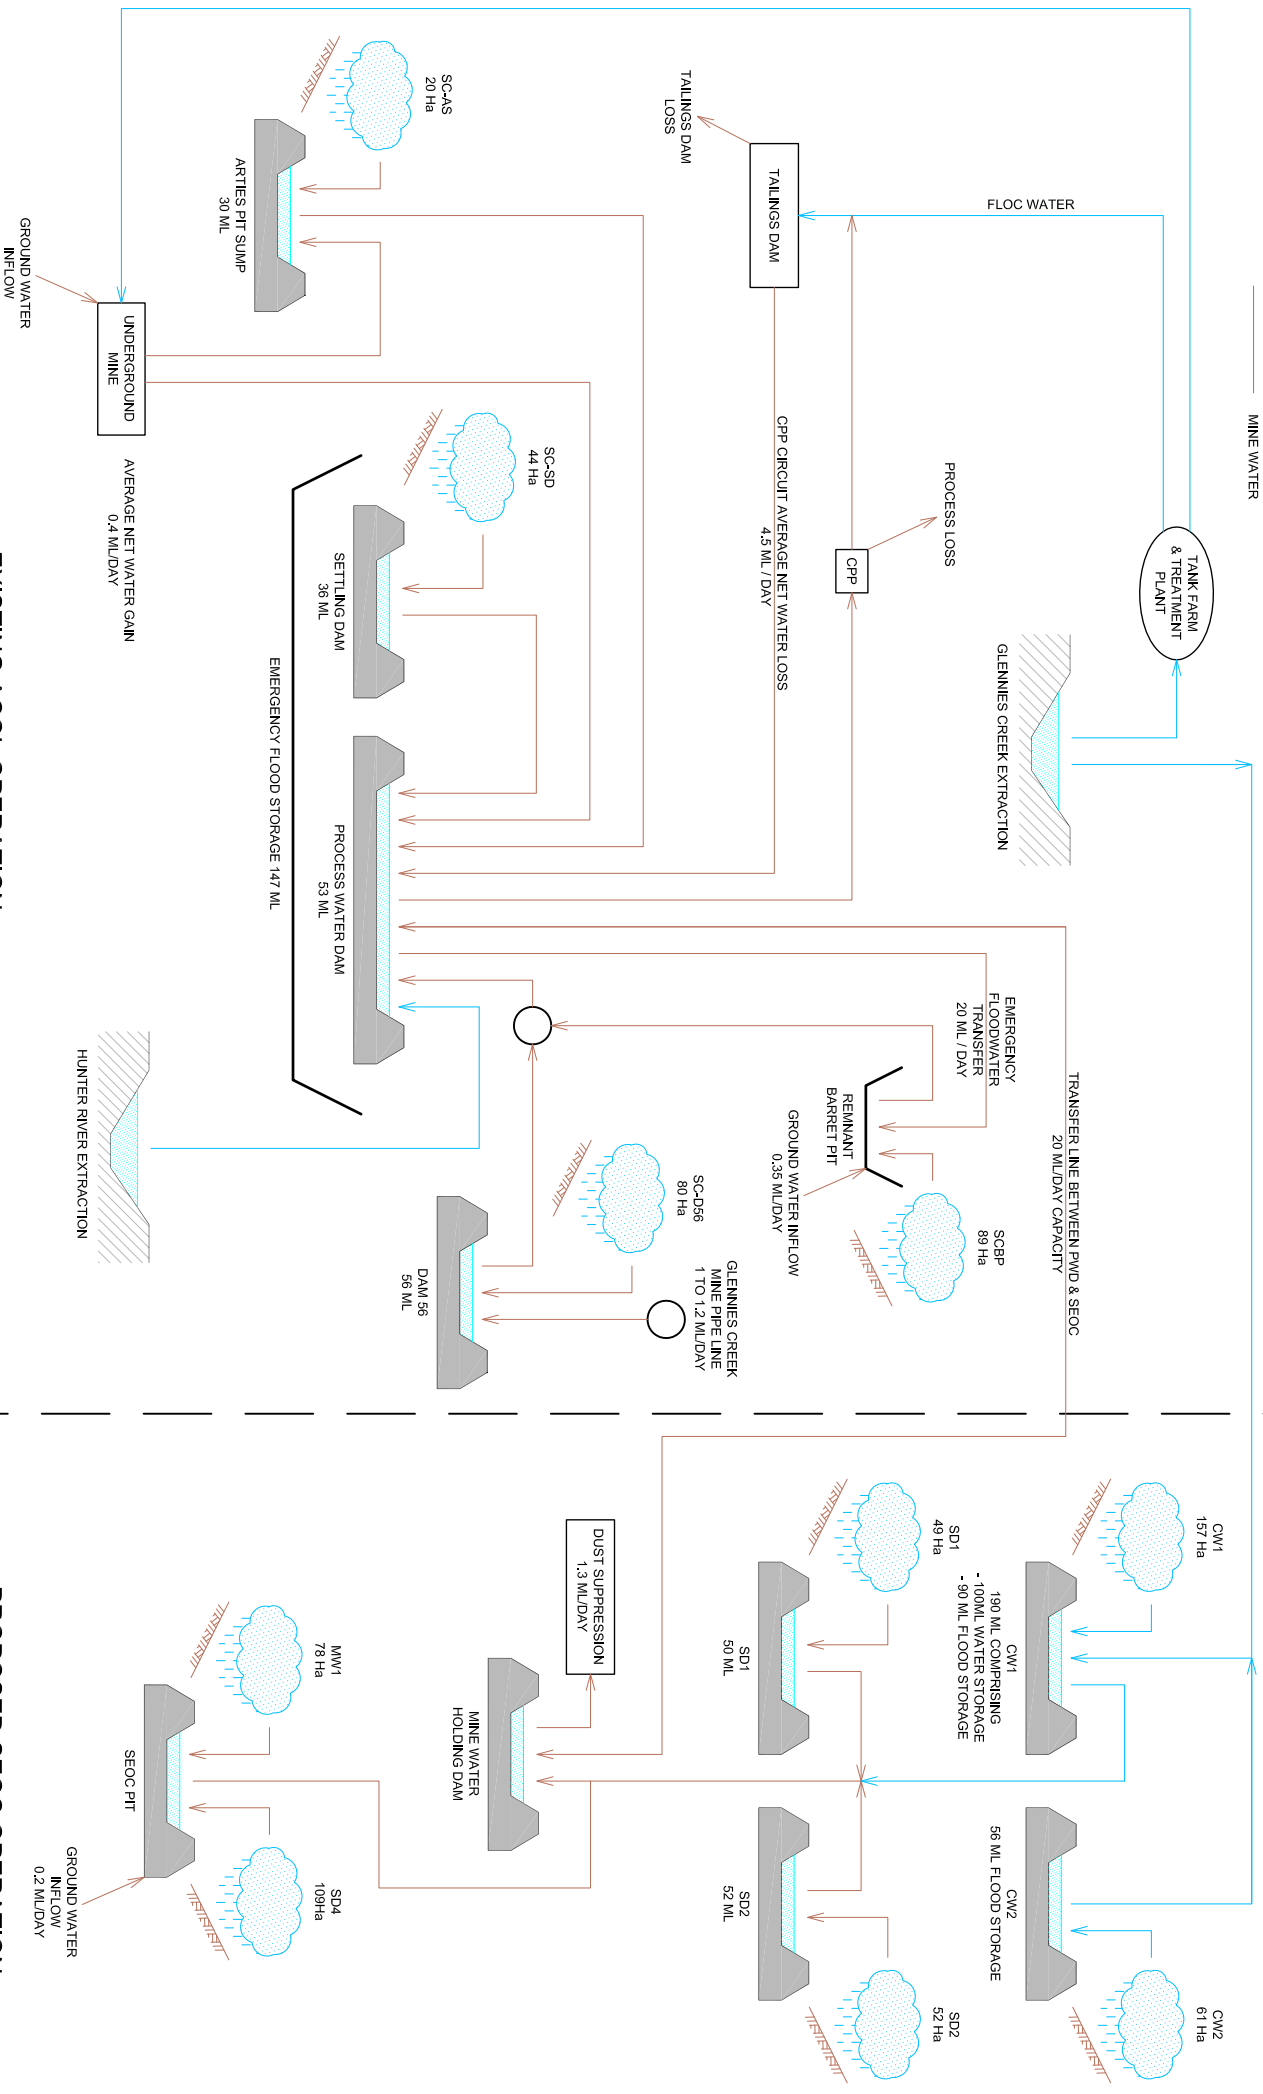 MINE WATER
TANK FARM
& TREATMENT
PLANT
GLENNIES CREEK EXTRACTION
FLOC WATER
PROCESS LOSS
CPP
TAILINGS DAM
TAILINGS DAM
LOSS
CPP CIRCUIT AVERAGE NET WATER LOSS
4.5 ML / DAY
TRANSFER LINE BETWEEN PWD & SEOC
20 ML/DAY CAPACITY
EMERGENCY
FLOODWATER
TRANSFER
20 ML / DAY
SCBP
89 Ha
REMNANT
BARRET PIT
GROUND WATER INFLOW
0.35 ML/DAY
GLENNIES CREEK
MINE PIPE LINE
1 TO 1.2 ML/DAY
SC-D56
80 Ha
DAM 56
56 ML
SC-AS
20 Ha
ARTIES PIT SUMP
30 ML
SC-SD
44 Ha
SETTLING DAM
36 ML
PROCESS WATER DAM
53 ML
EMERGENCY FLOOD STORAGE 147 ML
HUNTER RIVER EXTRACTION
UNDERGROUND
MINE
AVERAGE NET WATER GAIN
0.4 ML/DAY
GROUND WATER
INFLOW
CW1
157 Ha
CW2
61 Ha
CW1
190 ML COMPRISING
- 100ML WATER STORAGE
- 90 ML FLOOD STORAGE
CW2
56 ML FLOOD STORAGE
SD1
49 Ha
SD2
52 Ha
SD1
50 ML
SD2
52 ML
DUST SUPPRESSION
1.3 ML/DAY
MINE WATER
HOLDING DAM
MW1
78 Ha
SD4
109Ha
SEOC PIT
GROUND WATER
INFLOW
0.2 ML/DAY